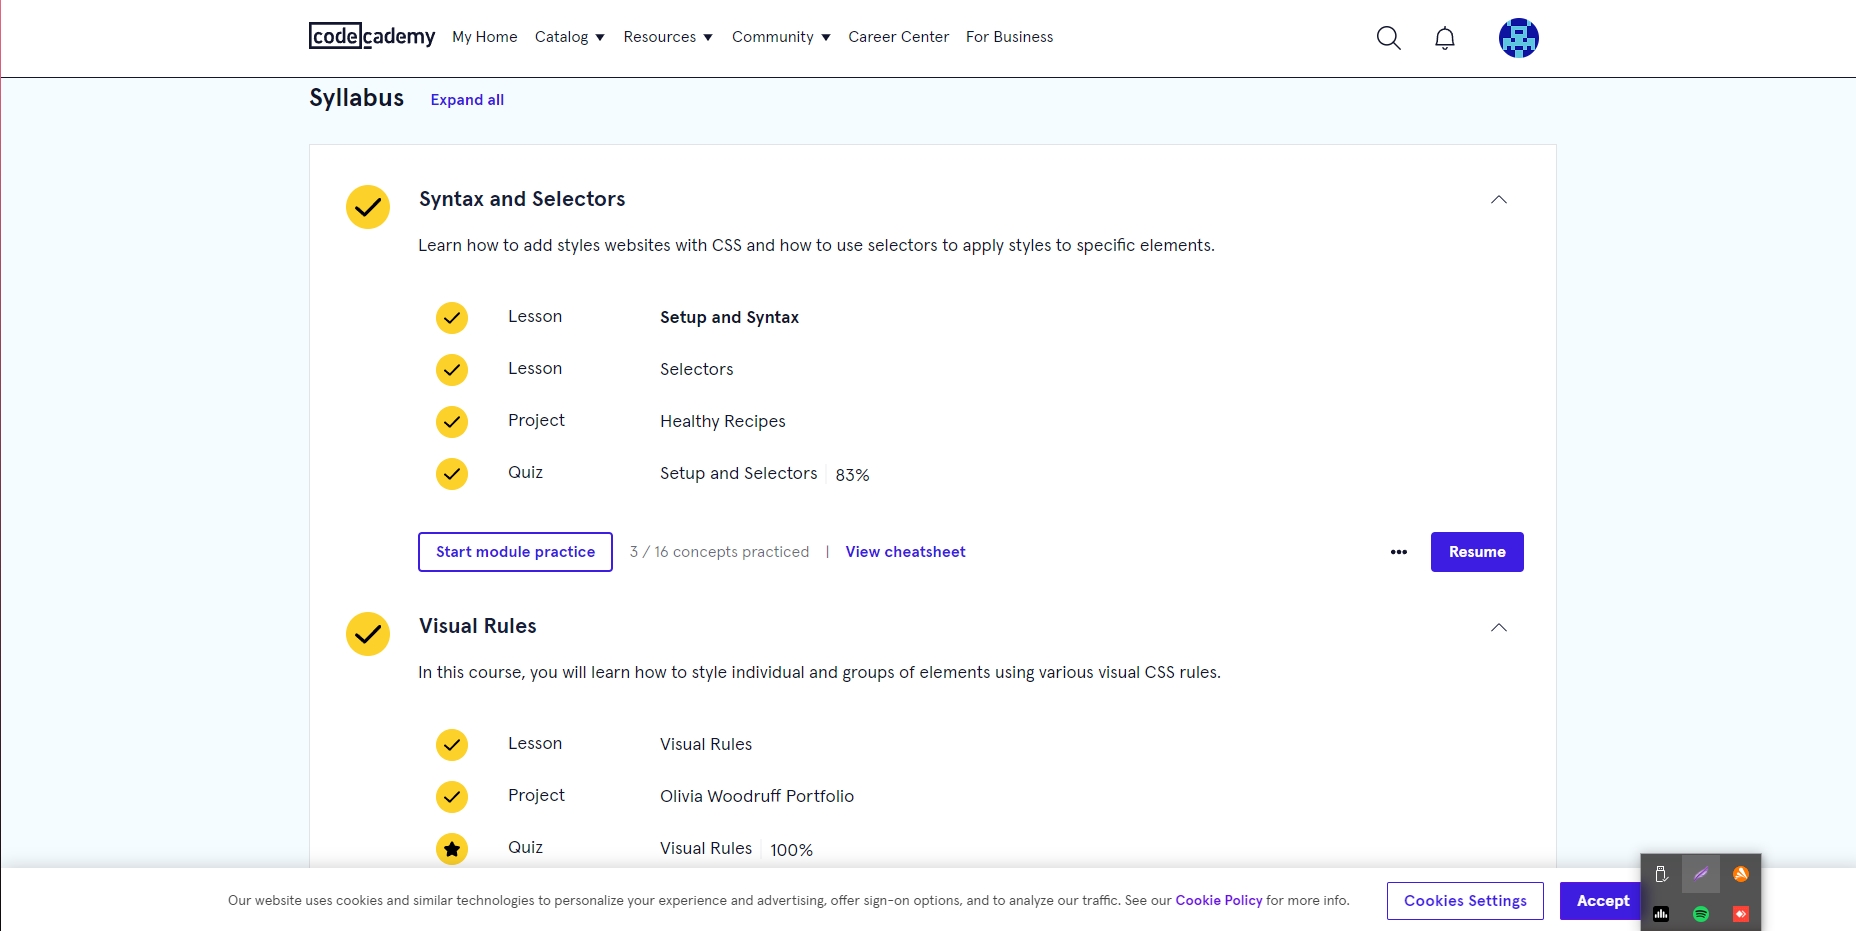 codecademy My Home Catalog Resources Community Career Center For Business
Syllabus Expand all
Syntax and Selectors
Learn how to add styles websites with CSS and how to use selectors to apply styles to specific elements.
Lesson Setup and Syntax
Lesson Selectors
Project Healthy Recipes
Quiz Setup and Selectors 83%
Start module practice 3 / 16 concepts practiced | View cheatsheet ••• Resume
Visual Rules
In this course, you will learn how to style individual and groups of elements using various visual CSS rules.
Lesson Visual Rules
Project Olivia Woodruff Portfolio
Quiz Visual Rules 100%
Our website uses cookies and similar technologies to personalize your experience and advertising, offer sign-on options, and to analyze our traffic. See our Cookie Policy for more info. Cookies Settings Accept